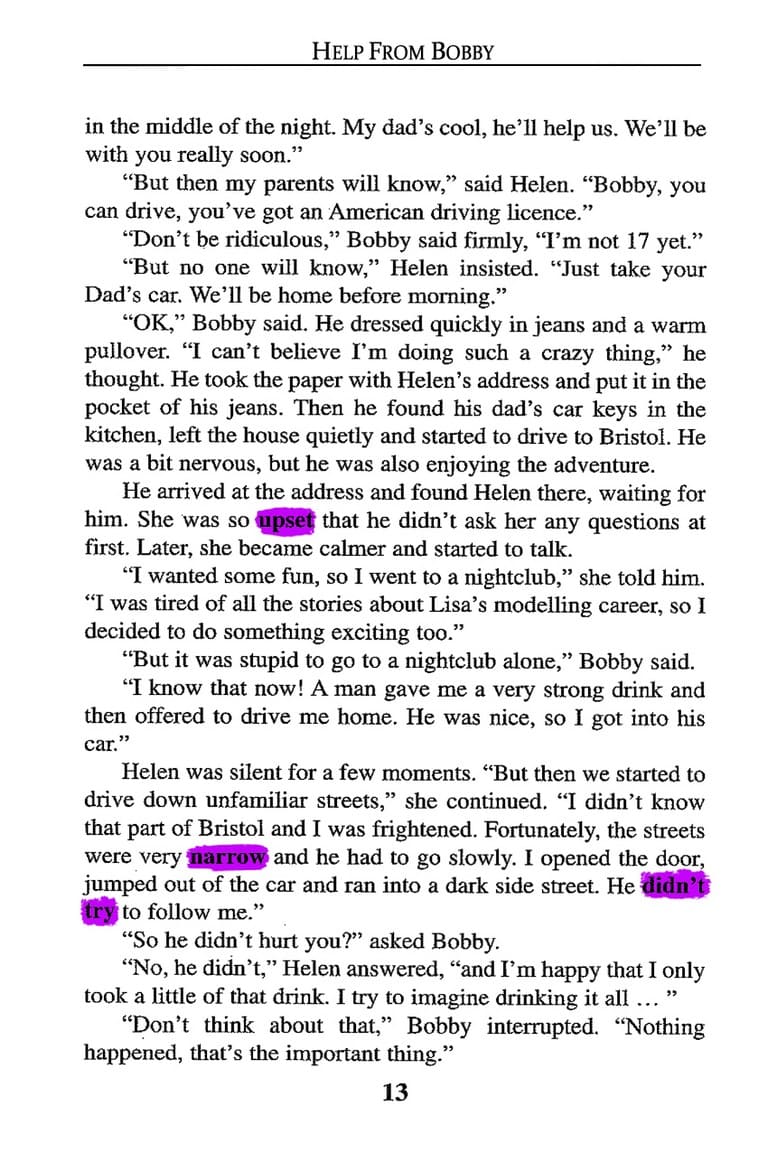 HELP FROM BOBBY
in the middle of the night. My dad’s cool, he’ll help us. We’ll be
with you really soon.”
“But then my parents will know,” said Helen. “Bobby, you
can drive, you’ve got an American driving licence.”
“Don’t be ridiculous,” Bobby said firmly, “I’m not 17 yet.”
“But no one will know,” Helen insisted. “Just take your
Dad’s car. We’ll be home before morning.”
“OK,” Bobby said. He dressed quickly in jeans and a warm
pullover. “I can’t believe I’m doing such a crazy thing,” he
thought. He took the paper with Helen’s address and put it in the
pocket of his jeans. Then he found his dad’s car keys in the
kitchen, left the house quietly and started to drive to Bristol. He
was a bit nervous, but he was also enjoying the adventure.
He arrived at the address and found Helen there, waiting for
him. She was so upset that he didn’t ask her any questions at
first. Later, she became calmer and started to talk.
“I wanted some fun, so I went to a nightclub,” she told him.
“I was tired of all the stories about Lisa’s modelling career, so I
decided to do something exciting too.”
“But it was stupid to go to a nightclub alone,” Bobby said.
“I know that now! A man gave me a very strong drink and
then offered to drive me home. He was nice, so I got into his
car.”
Helen was silent for a few moments. “But then we started to
drive down unfamiliar streets,” she continued. “I didn’t know
that part of Bristol and I was frightened. Fortunately, the streets
were very narrow and he had to go slowly. I opened the door,
jumped out of the car and ran into a dark side street. He didn’t
try to follow me.”
“So he didn’t hurt you?” asked Bobby.
“No, he didn’t,” Helen answered, “and I’m happy that I only
took a little of that drink. I try to imagine drinking it all … ”
“Don’t think about that,” Bobby interrupted. “Nothing
happened, that’s the important thing.”
13